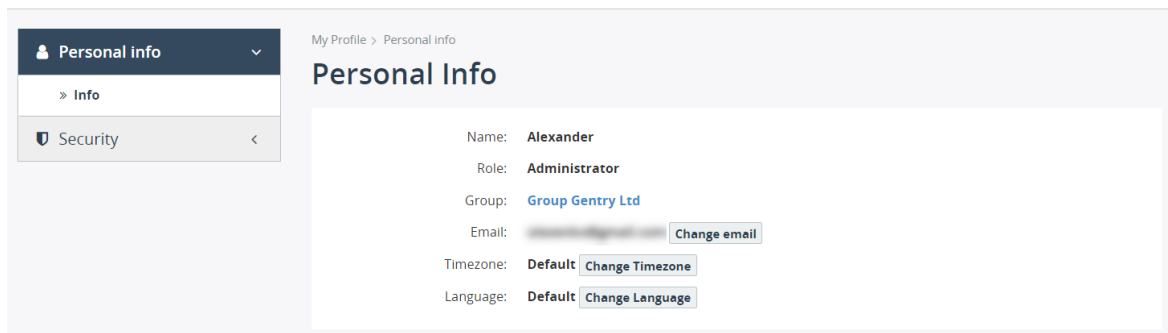 Personal info
» Info
Security
My Profile > Personal info
Personal Info
Name: Alexander
Role: Administrator
Group: Group Gentry Ltd
Email: Change email
Timezone: Default Change Timezone
Language: Default Change Language